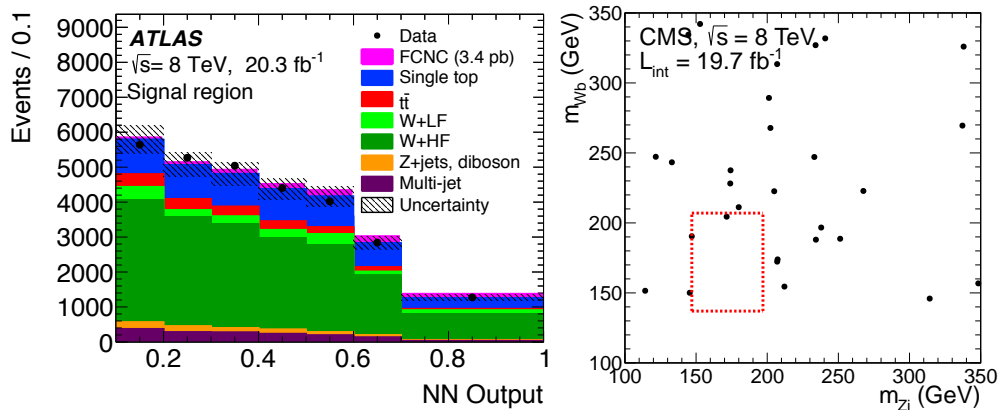 ATLAS
√s= 8 TeV, 20.3 fb⁻¹
Signal region
Data
FCNC (3.4 pb)
Single top
tt̄
W+LF
W+HF
Z+jets, diboson
Multi-jet
Uncertainty
Events / 0.1
9000
8000
7000
6000
5000
4000
3000
2000
1000
0
0.2 0.4 0.6 0.8 1
NN Output
CMS, √s = 8 TeV
L_int = 19.7 fb⁻¹
m_Wb (GeV)
350
300
250
200
150
100
100 150 200 250 300 350
m_Zj (GeV)